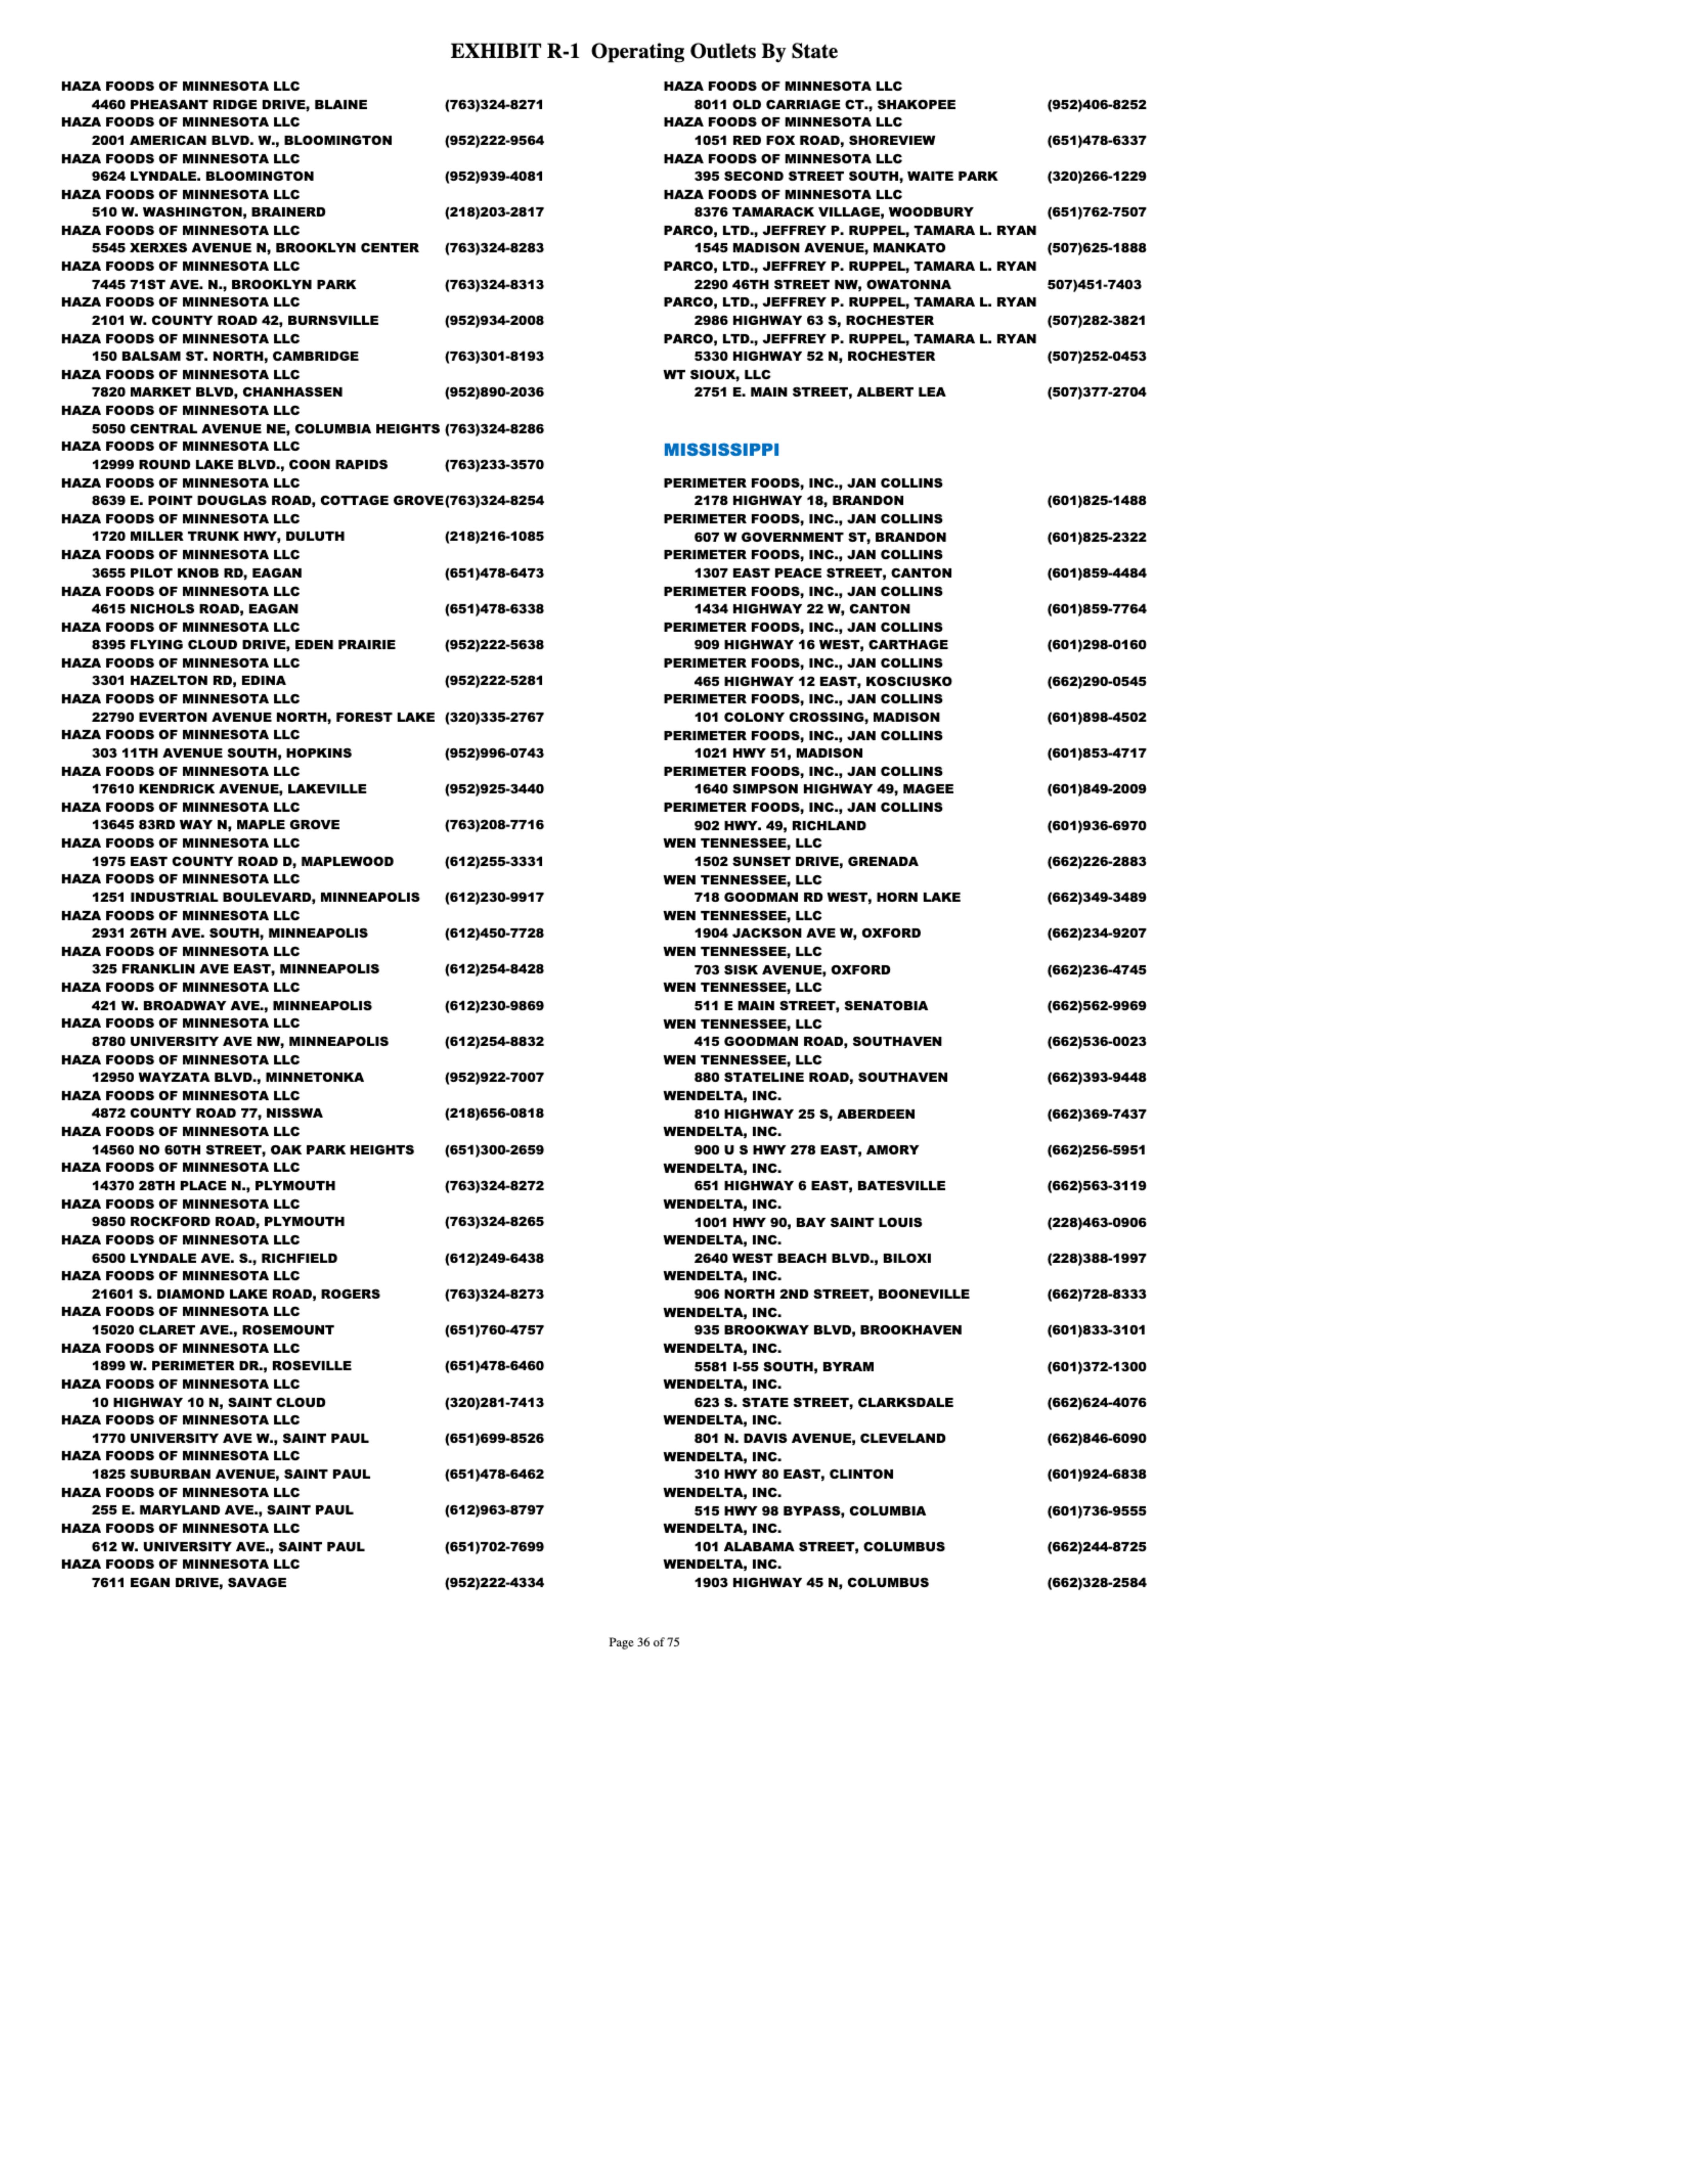 EXHIBIT R-1 Operating Outlets By State
HAZA FOODS OF MINNESOTA LLC
4460 PHEASANT RIDGE DRIVE, BLAINE (763)324-8271
HAZA FOODS OF MINNESOTA LLC
2001 AMERICAN BLVD. W., BLOOMINGTON (952)222-9564
HAZA FOODS OF MINNESOTA LLC
9624 LYNDALE. BLOOMINGTON (952)939-4081
HAZA FOODS OF MINNESOTA LLC
510 W. WASHINGTON, BRAINERD (218)203-2817
HAZA FOODS OF MINNESOTA LLC
5545 XERXES AVENUE N, BROOKLYN CENTER (763)324-8283
HAZA FOODS OF MINNESOTA LLC
7445 71ST AVE. N., BROOKLYN PARK (763)324-8313
HAZA FOODS OF MINNESOTA LLC
2101 W. COUNTY ROAD 42, BURNSVILLE (952)934-2008
HAZA FOODS OF MINNESOTA LLC
150 BALSAM ST. NORTH, CAMBRIDGE (763)301-8193
HAZA FOODS OF MINNESOTA LLC
7820 MARKET BLVD, CHANHASSEN (952)890-2036
HAZA FOODS OF MINNESOTA LLC
5050 CENTRAL AVENUE NE, COLUMBIA HEIGHTS (763)324-8286
HAZA FOODS OF MINNESOTA LLC
12999 ROUND LAKE BLVD., COON RAPIDS (763)233-3570
HAZA FOODS OF MINNESOTA LLC
8639 E. POINT DOUGLAS ROAD, COTTAGE GROVE(763)324-8254
HAZA FOODS OF MINNESOTA LLC
1720 MILLER TRUNK HWY, DULUTH (218)216-1085
HAZA FOODS OF MINNESOTA LLC
3655 PILOT KNOB RD, EAGAN (651)478-6473
HAZA FOODS OF MINNESOTA LLC
4615 NICHOLS ROAD, EAGAN (651)478-6338
HAZA FOODS OF MINNESOTA LLC
8395 FLYING CLOUD DRIVE, EDEN PRAIRIE (952)222-5638
HAZA FOODS OF MINNESOTA LLC
3301 HAZELTON RD, EDINA (952)222-5281
HAZA FOODS OF MINNESOTA LLC
22790 EVERTON AVENUE NORTH, FOREST LAKE (320)335-2767
HAZA FOODS OF MINNESOTA LLC
303 11TH AVENUE SOUTH, HOPKINS (952)996-0743
HAZA FOODS OF MINNESOTA LLC
17610 KENDRICK AVENUE, LAKEVILLE (952)925-3440
HAZA FOODS OF MINNESOTA LLC
13645 83RD WAY N, MAPLE GROVE (763)208-7716
HAZA FOODS OF MINNESOTA LLC
1975 EAST COUNTY ROAD D, MAPLEWOOD (612)255-3331
HAZA FOODS OF MINNESOTA LLC
1251 INDUSTRIAL BOULEVARD, MINNEAPOLIS (612)230-9917
HAZA FOODS OF MINNESOTA LLC
2931 26TH AVE. SOUTH, MINNEAPOLIS (612)450-7728
HAZA FOODS OF MINNESOTA LLC
325 FRANKLIN AVE EAST, MINNEAPOLIS (612)254-8428
HAZA FOODS OF MINNESOTA LLC
421 W. BROADWAY AVE., MINNEAPOLIS (612)230-9869
HAZA FOODS OF MINNESOTA LLC
8780 UNIVERSITY AVE NW, MINNEAPOLIS (612)254-8832
HAZA FOODS OF MINNESOTA LLC
12950 WAYZATA BLVD., MINNETONKA (952)922-7007
HAZA FOODS OF MINNESOTA LLC
4872 COUNTY ROAD 77, NISSWA (218)656-0818
HAZA FOODS OF MINNESOTA LLC
14560 NO 60TH STREET, OAK PARK HEIGHTS (651)300-2659
HAZA FOODS OF MINNESOTA LLC
14370 28TH PLACE N., PLYMOUTH (763)324-8272
HAZA FOODS OF MINNESOTA LLC
9850 ROCKFORD ROAD, PLYMOUTH (763)324-8265
HAZA FOODS OF MINNESOTA LLC
6500 LYNDALE AVE. S., RICHFIELD (612)249-6438
HAZA FOODS OF MINNESOTA LLC
21601 S. DIAMOND LAKE ROAD, ROGERS (763)324-8273
HAZA FOODS OF MINNESOTA LLC
15020 CLARET AVE., ROSEMOUNT (651)760-4757
HAZA FOODS OF MINNESOTA LLC
1899 W. PERIMETER DR., ROSEVILLE (651)478-6460
HAZA FOODS OF MINNESOTA LLC
10 HIGHWAY 10 N, SAINT CLOUD (320)281-7413
HAZA FOODS OF MINNESOTA LLC
1770 UNIVERSITY AVE W., SAINT PAUL (651)699-8526
HAZA FOODS OF MINNESOTA LLC
1825 SUBURBAN AVENUE, SAINT PAUL (651)478-6462
HAZA FOODS OF MINNESOTA LLC
255 E. MARYLAND AVE., SAINT PAUL (612)963-8797
HAZA FOODS OF MINNESOTA LLC
612 W. UNIVERSITY AVE., SAINT PAUL (651)702-7699
HAZA FOODS OF MINNESOTA LLC
7611 EGAN DRIVE, SAVAGE (952)222-4334
HAZA FOODS OF MINNESOTA LLC
8011 OLD CARRIAGE CT., SHAKOPEE (952)406-8252
HAZA FOODS OF MINNESOTA LLC
1051 RED FOX ROAD, SHOREVIEW (651)478-6337
HAZA FOODS OF MINNESOTA LLC
395 SECOND STREET SOUTH, WAITE PARK (320)266-1229
HAZA FOODS OF MINNESOTA LLC
8376 TAMARACK VILLAGE, WOODBURY (651)762-7507
PARCO, LTD., JEFFREY P. RUPPEL, TAMARA L. RYAN
1545 MADISON AVENUE, MANKATO (507)625-1888
PARCO, LTD., JEFFREY P. RUPPEL, TAMARA L. RYAN
2290 46TH STREET NW, OWATONNA 507)451-7403
PARCO, LTD., JEFFREY P. RUPPEL, TAMARA L. RYAN
2986 HIGHWAY 63 S, ROCHESTER (507)282-3821
PARCO, LTD., JEFFREY P. RUPPEL, TAMARA L. RYAN
5330 HIGHWAY 52 N, ROCHESTER (507)252-0453
WT SIOUX, LLC
2751 E. MAIN STREET, ALBERT LEA (507)377-2704
MISSISSIPPI
PERIMETER FOODS, INC., JAN COLLINS
2178 HIGHWAY 18, BRANDON (601)825-1488
PERIMETER FOODS, INC., JAN COLLINS
607 W GOVERNMENT ST, BRANDON (601)825-2322
PERIMETER FOODS, INC., JAN COLLINS
1307 EAST PEACE STREET, CANTON (601)859-4484
PERIMETER FOODS, INC., JAN COLLINS
1434 HIGHWAY 22 W, CANTON (601)859-7764
PERIMETER FOODS, INC., JAN COLLINS
909 HIGHWAY 16 WEST, CARTHAGE (601)298-0160
PERIMETER FOODS, INC., JAN COLLINS
465 HIGHWAY 12 EAST, KOSCIUSKO (662)290-0545
PERIMETER FOODS, INC., JAN COLLINS
101 COLONY CROSSING, MADISON (601)898-4502
PERIMETER FOODS, INC., JAN COLLINS
1021 HWY 51, MADISON (601)853-4717
PERIMETER FOODS, INC., JAN COLLINS
1640 SIMPSON HIGHWAY 49, MAGEE (601)849-2009
PERIMETER FOODS, INC., JAN COLLINS
902 HWY. 49, RICHLAND (601)936-6970
WEN TENNESSEE, LLC
1502 SUNSET DRIVE, GRENADA (662)226-2883
WEN TENNESSEE, LLC
718 GOODMAN RD WEST, HORN LAKE (662)349-3489
WEN TENNESSEE, LLC
1904 JACKSON AVE W, OXFORD (662)234-9207
WEN TENNESSEE, LLC
703 SISK AVENUE, OXFORD (662)236-4745
WEN TENNESSEE, LLC
511 E MAIN STREET, SENATOBIA (662)562-9969
WEN TENNESSEE, LLC
415 GOODMAN ROAD, SOUTHAVEN (662)536-0023
WEN TENNESSEE, LLC
880 STATELINE ROAD, SOUTHAVEN (662)393-9448
WENDELTA, INC.
810 HIGHWAY 25 S, ABERDEEN (662)369-7437
WENDELTA, INC.
900 U S HWY 278 EAST, AMORY (662)256-5951
WENDELTA, INC.
651 HIGHWAY 6 EAST, BATESVILLE (662)563-3119
WENDELTA, INC.
1001 HWY 90, BAY SAINT LOUIS (228)463-0906
WENDELTA, INC.
2640 WEST BEACH BLVD., BILOXI (228)388-1997
WENDELTA, INC.
906 NORTH 2ND STREET, BOONEVILLE (662)728-8333
WENDELTA, INC.
935 BROOKWAY BLVD, BROOKHAVEN (601)833-3101
WENDELTA, INC.
5581 I-55 SOUTH, BYRAM (601)372-1300
WENDELTA, INC.
623 S. STATE STREET, CLARKSDALE (662)624-4076
WENDELTA, INC.
801 N. DAVIS AVENUE, CLEVELAND (662)846-6090
WENDELTA, INC.
310 HWY 80 EAST, CLINTON (601)924-6838
WENDELTA, INC.
515 HWY 98 BYPASS, COLUMBIA (601)736-9555
WENDELTA, INC.
101 ALABAMA STREET, COLUMBUS (662)244-8725
WENDELTA, INC.
1903 HIGHWAY 45 N, COLUMBUS (662)328-2584
Page 36 of 75